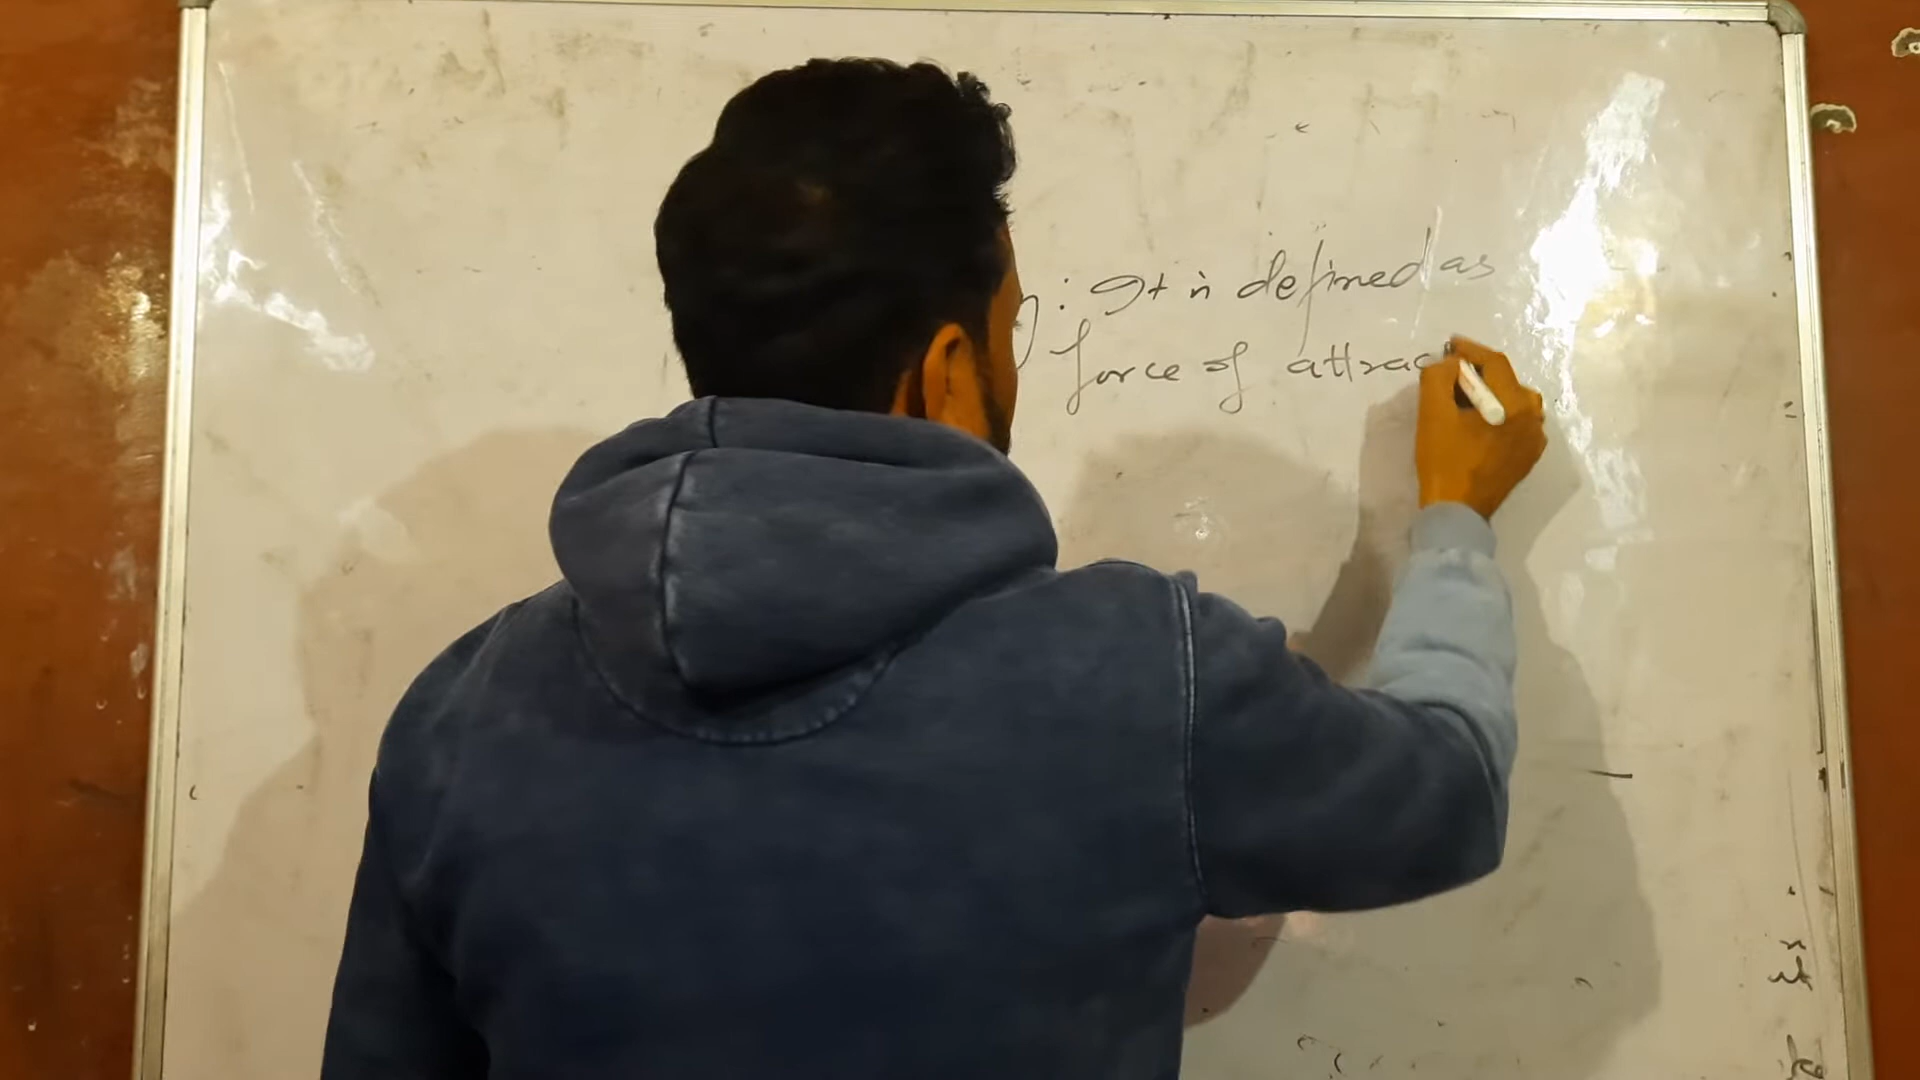 : It is defined as
force of attrac